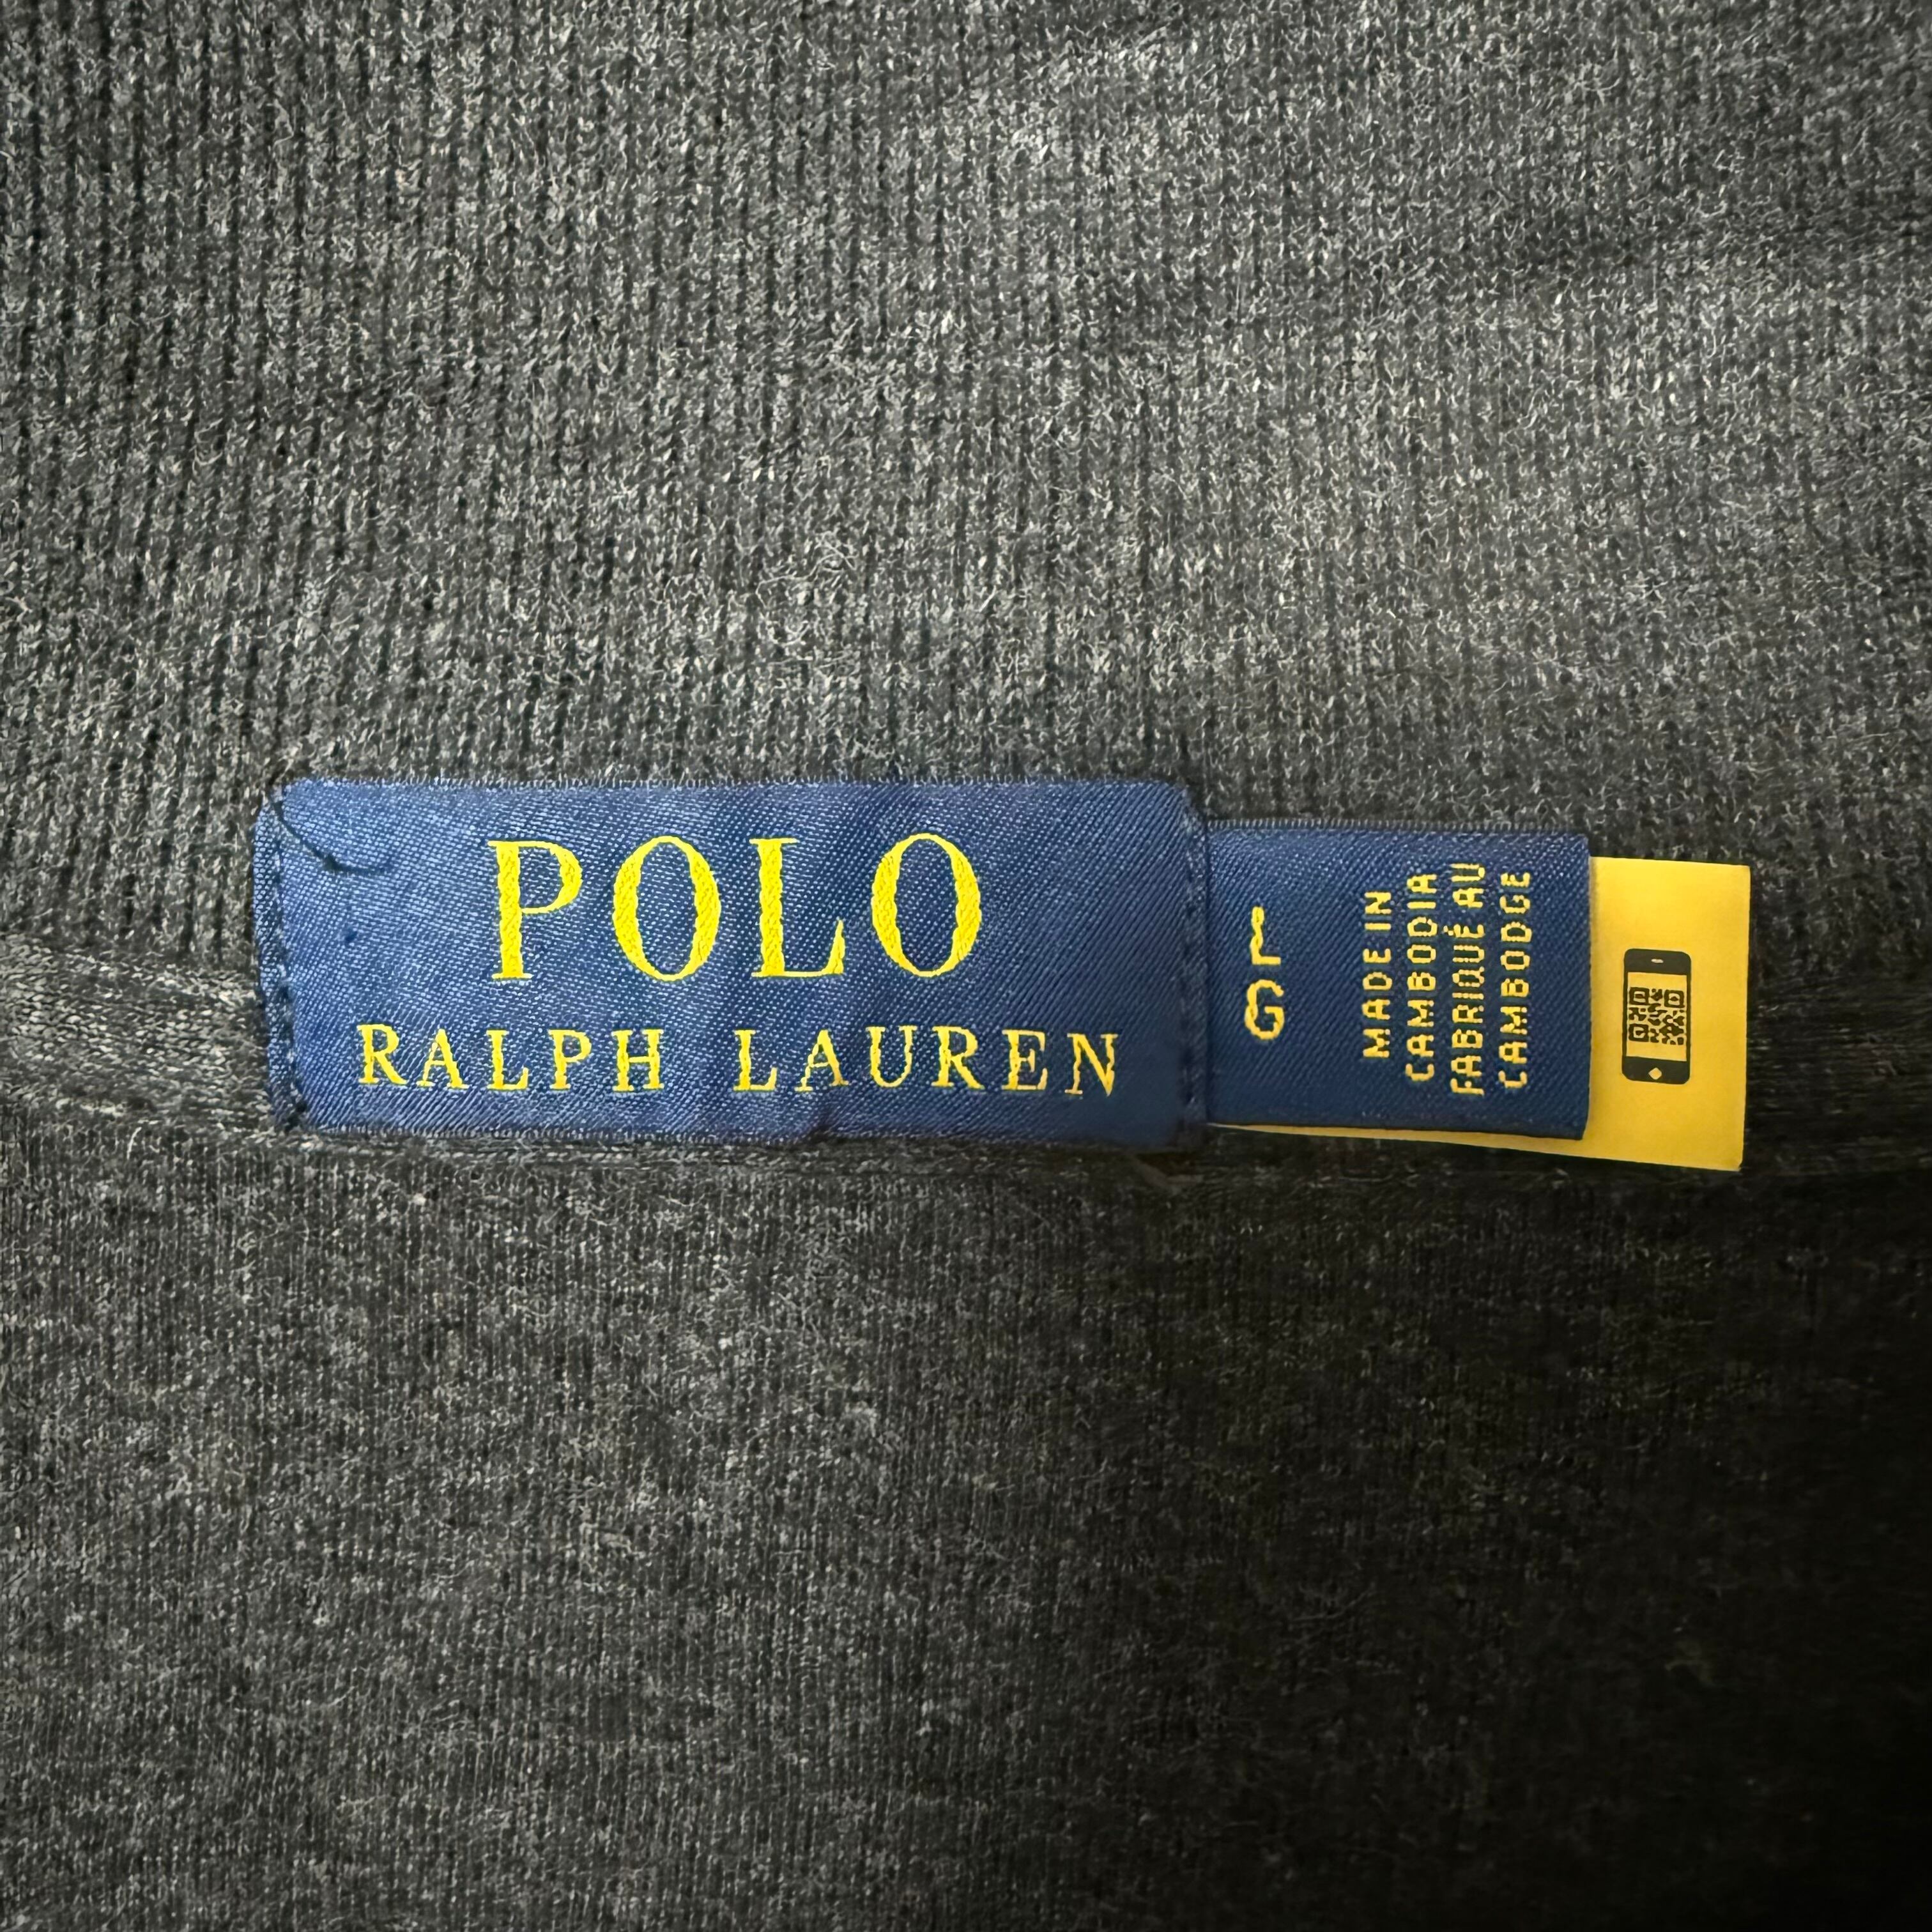 POLO
RALPH LAUREN
L
G
MADE IN
CAMBODIA
FABRIQUÉ AU
CAMBODGE